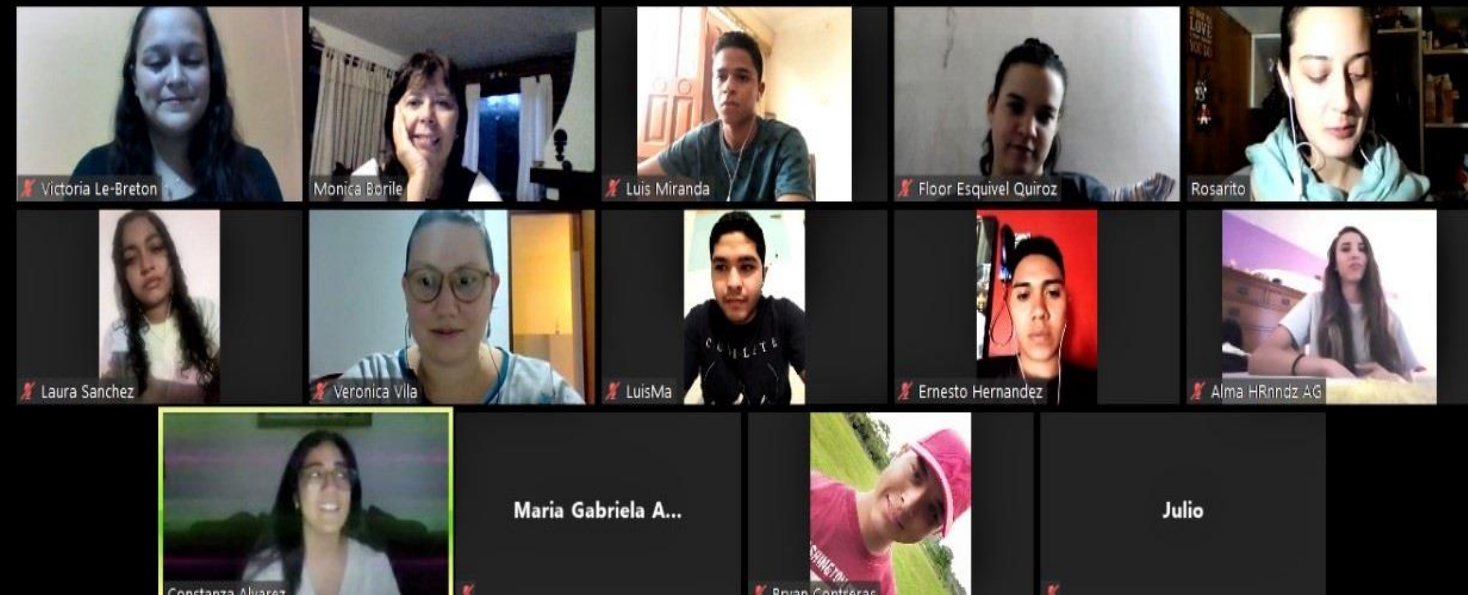 LOVE
Victoria Le-Breton
Monica Borile
Luis Miranda
Floor Esquivel Quiroz
Rosarito
Laura Sanchez
Veronica Vila
LuisMa
Ernesto Hernandez
Alma HRnndz AG
Constanza Alvarez
Maria Gabriela A...
Bryan Contreras
Julio